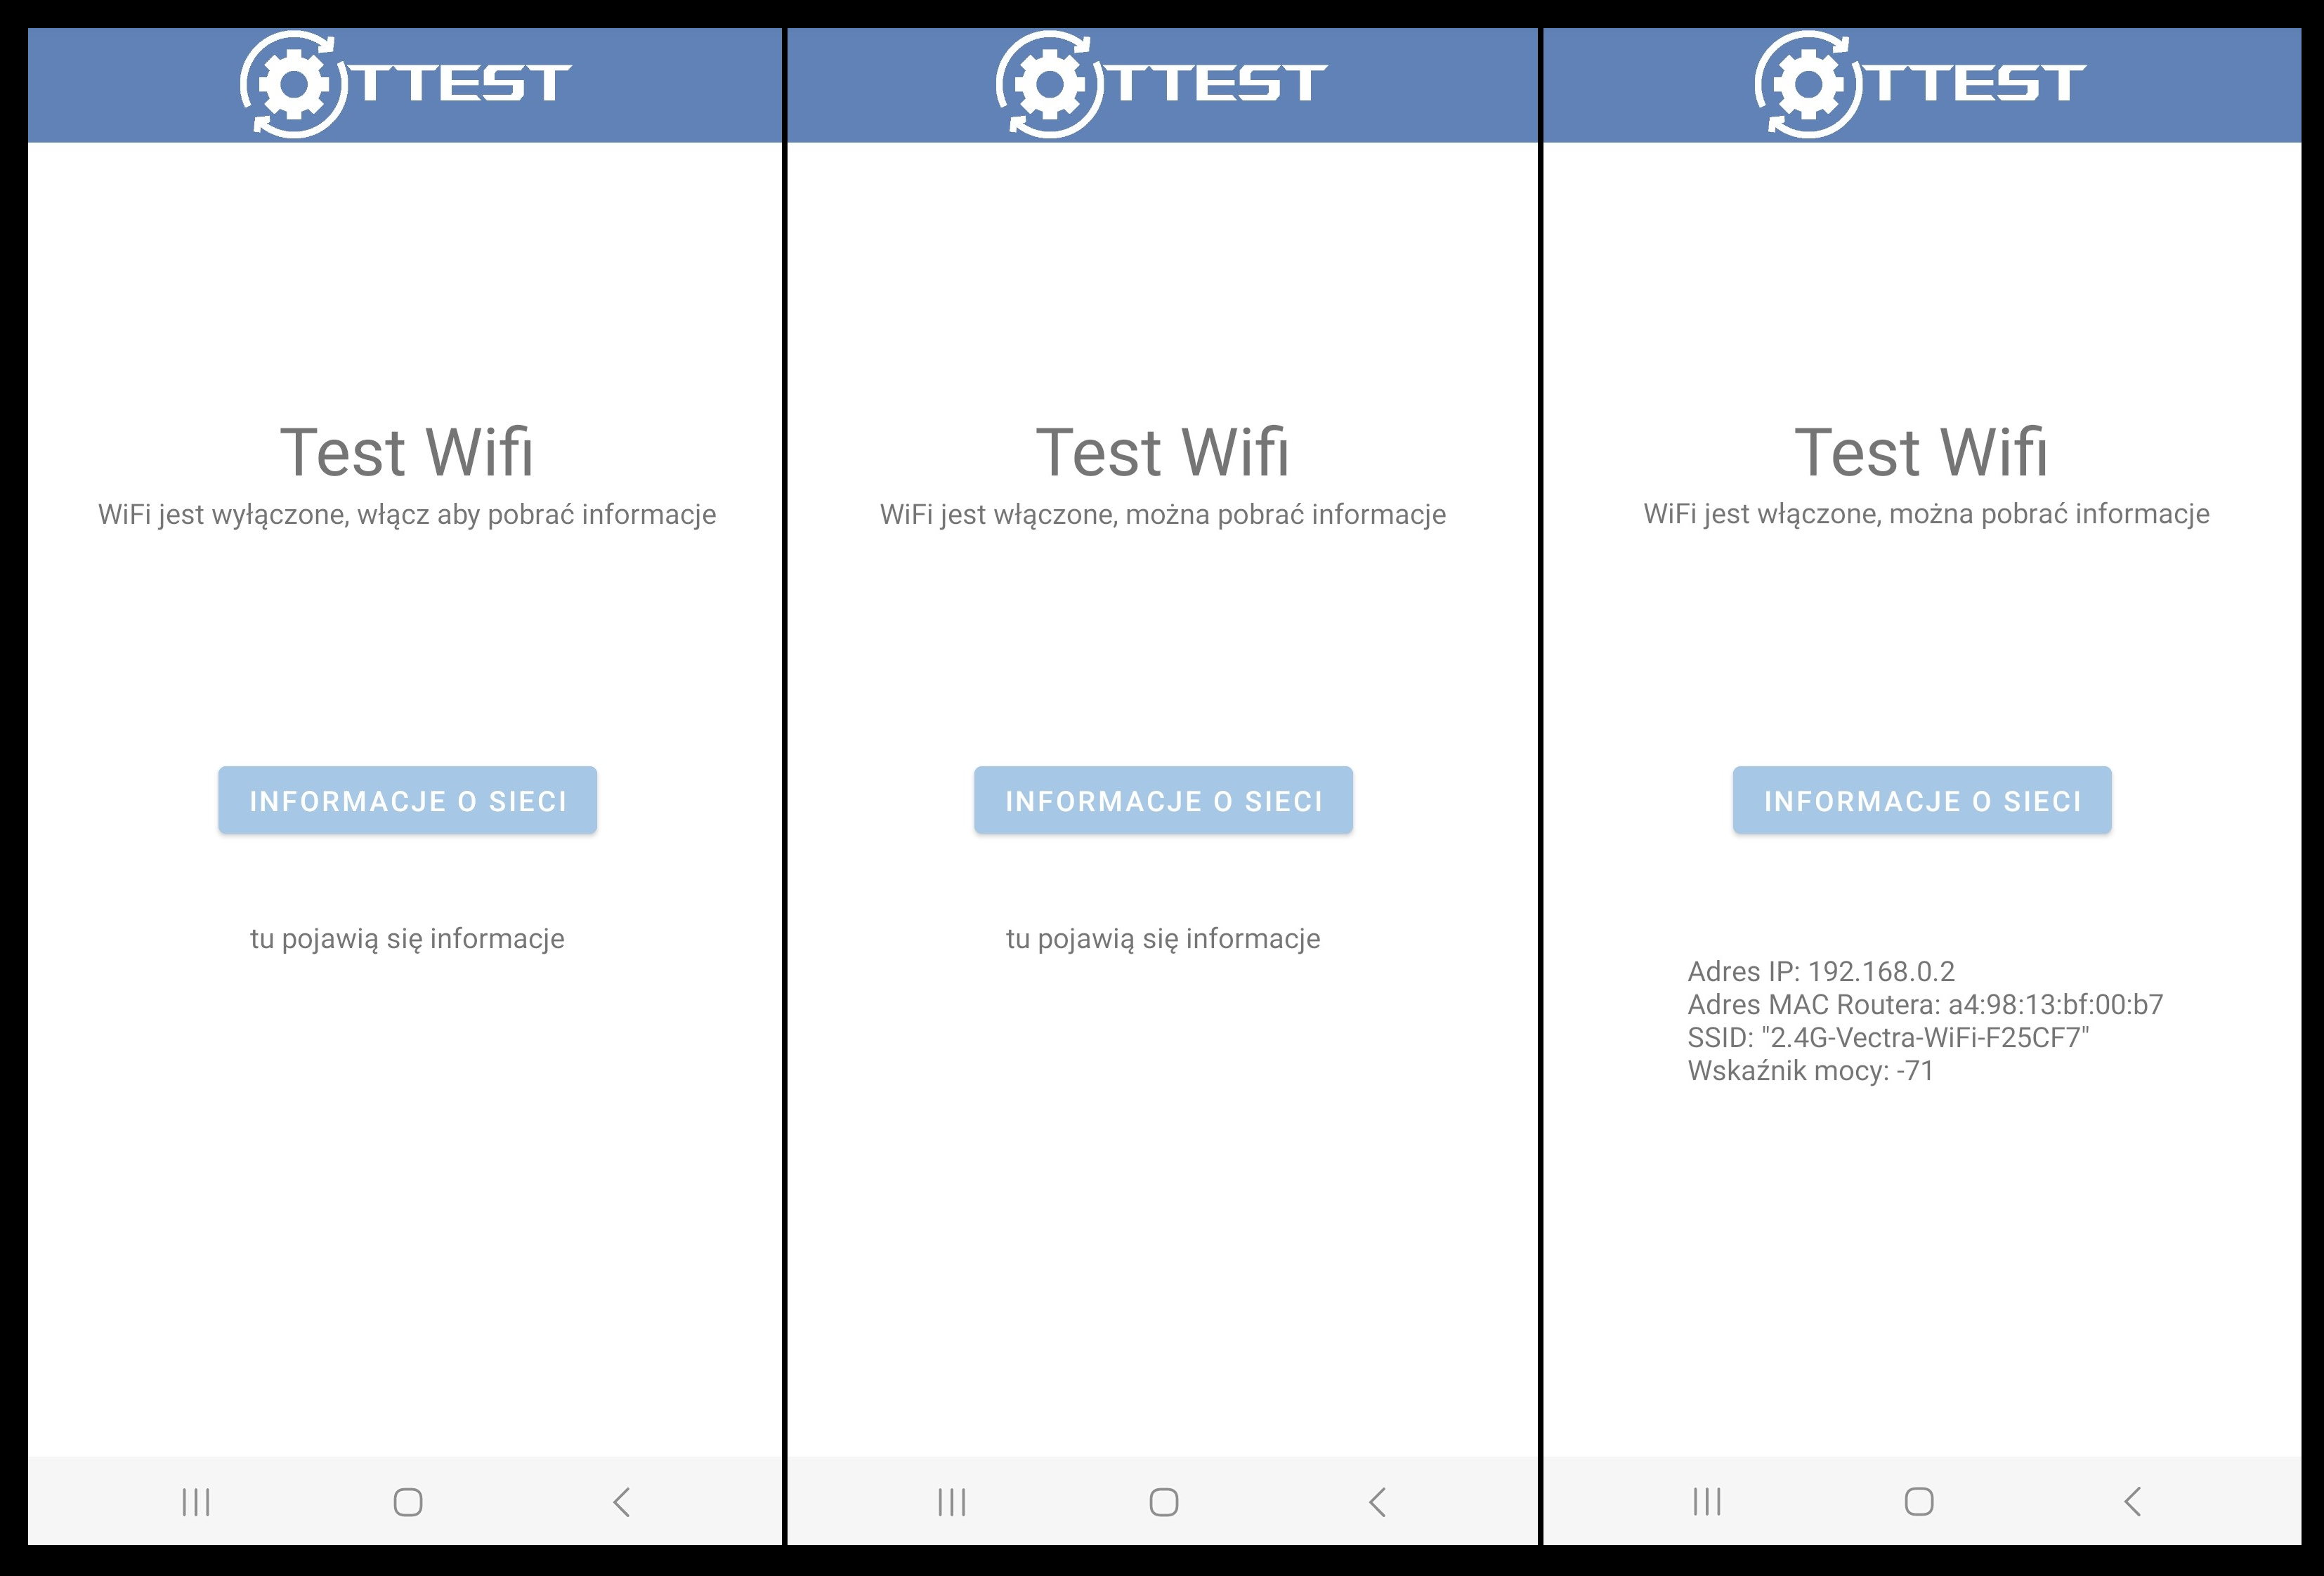 TTEST
Test Wifi
WiFi jest wyłączone, włącz aby pobrać informacje
INFORMACJE O SIECI
tu pojawią się informacje
TTEST
Test Wifi
WiFi jest włączone, można pobrać informacje
INFORMACJE O SIECI
tu pojawią się informacje
TTEST
Test Wifi
WiFi jest włączone, można pobrać informacje
INFORMACJE O SIECI
Adres IP: 192.168.0.2
Adres MAC Routera: a4:98:13:bf:00:b7
SSID: "2.4G-Vectra-WiFi-F25CF7"
Wskaźnik mocy: -71